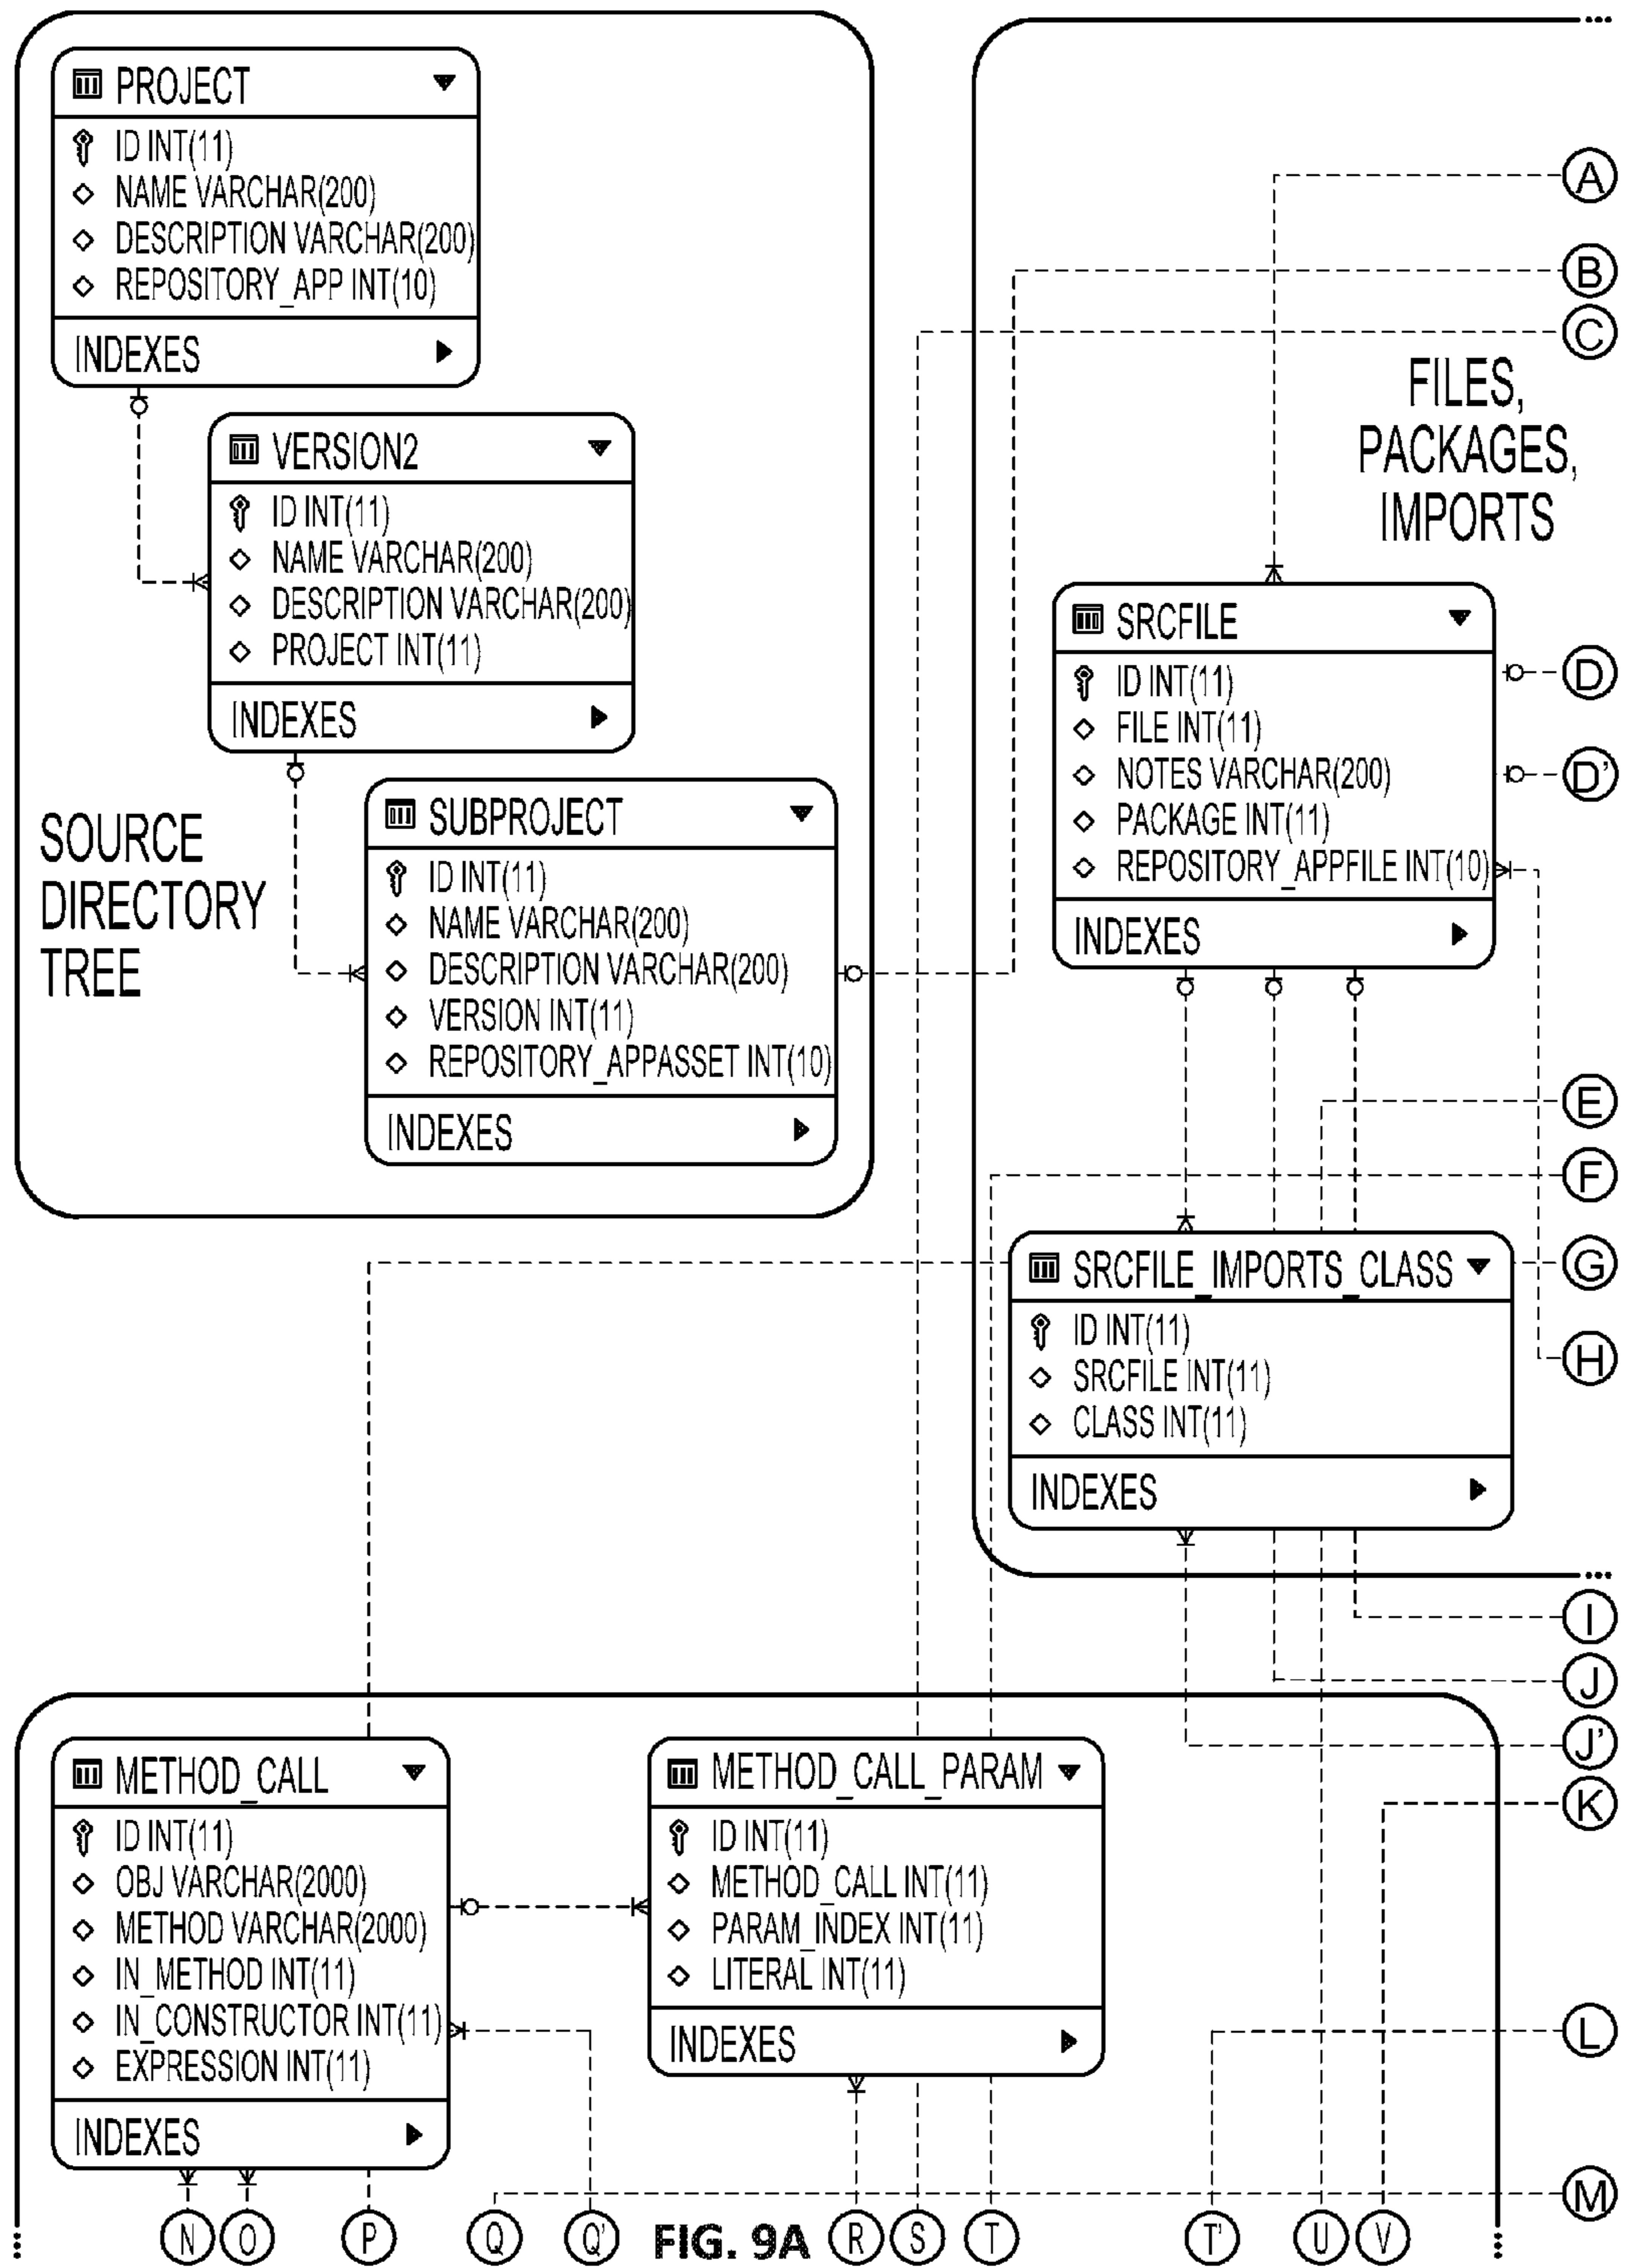 PROJECT
ID INT(11)
NAME VARCHAR(200)
DESCRIPTION VARCHAR(200)
REPOSITORY_APP INT(10)
INDEXES
VERSION2
ID INT(11)
NAME VARCHAR(200)
DESCRIPTION VARCHAR(200)
PROJECT INT(11)
INDEXES
SUBPROJECT
ID INT(11)
NAME VARCHAR(200)
DESCRIPTION VARCHAR(200)
VERSION INT(11)
REPOSITORY_APPASSET INT(10)
INDEXES
SOURCE
DIRECTORY
TREE
A
B
C
FILES,
PACKAGES,
IMPORTS
SRCFILE
ID INT(11)
FILE INT(11)
NOTES VARCHAR(200)
PACKAGE INT(11)
REPOSITORY_APPFILE INT(10)
INDEXES
D
D'
E
F
G
H
SRCFILE_IMPORTS_CLASS
ID INT(11)
SRCFILE INT(11)
CLASS INT(11)
INDEXES
I
J
J'
K
L
M
METHOD_CALL
ID INT(11)
OBJ VARCHAR(2000)
METHOD VARCHAR(2000)
IN_METHOD INT(11)
IN_CONSTRUCTOR INT(11)
EXPRESSION INT(11)
INDEXES
METHOD_CALL_PARAM
ID INT(11)
METHOD_CALL INT(11)
PARAM_INDEX INT(11)
LITERAL INT(11)
INDEXES
N O P Q Q' FIG. 9A R S T T' U V